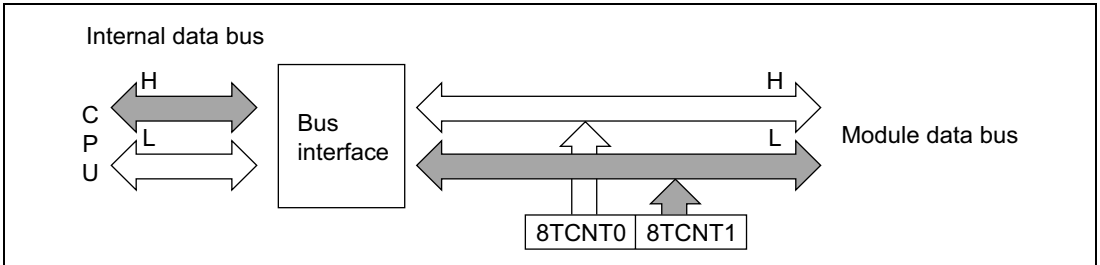 Internal data bus
H
H
C
P
U
L
Bus
interface
L
Module data bus
8TCNT0 8TCNT1